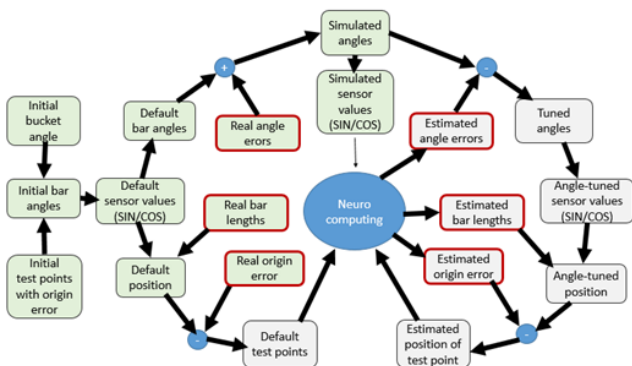 Simulated
angles
+
-
Simulated
sensor values
(SIN/COS)
Initial
bucket
angle
Default
bar angles
Real angle
erors
Estimated
angle errors
Tuned
angles
Initial bar
angles
Default
sensor values
(SIN/COS)
Real bar
lengths
Neuro
computing
Estimated
bar lengths
Angle-tuned
sensor values
(SIN/COS)
Initial
test points
with origin
error
Default
position
Real origin
error
Estimated
origin error
Angle-tuned
position
-
Default
test points
Estimated
position of
test point
-